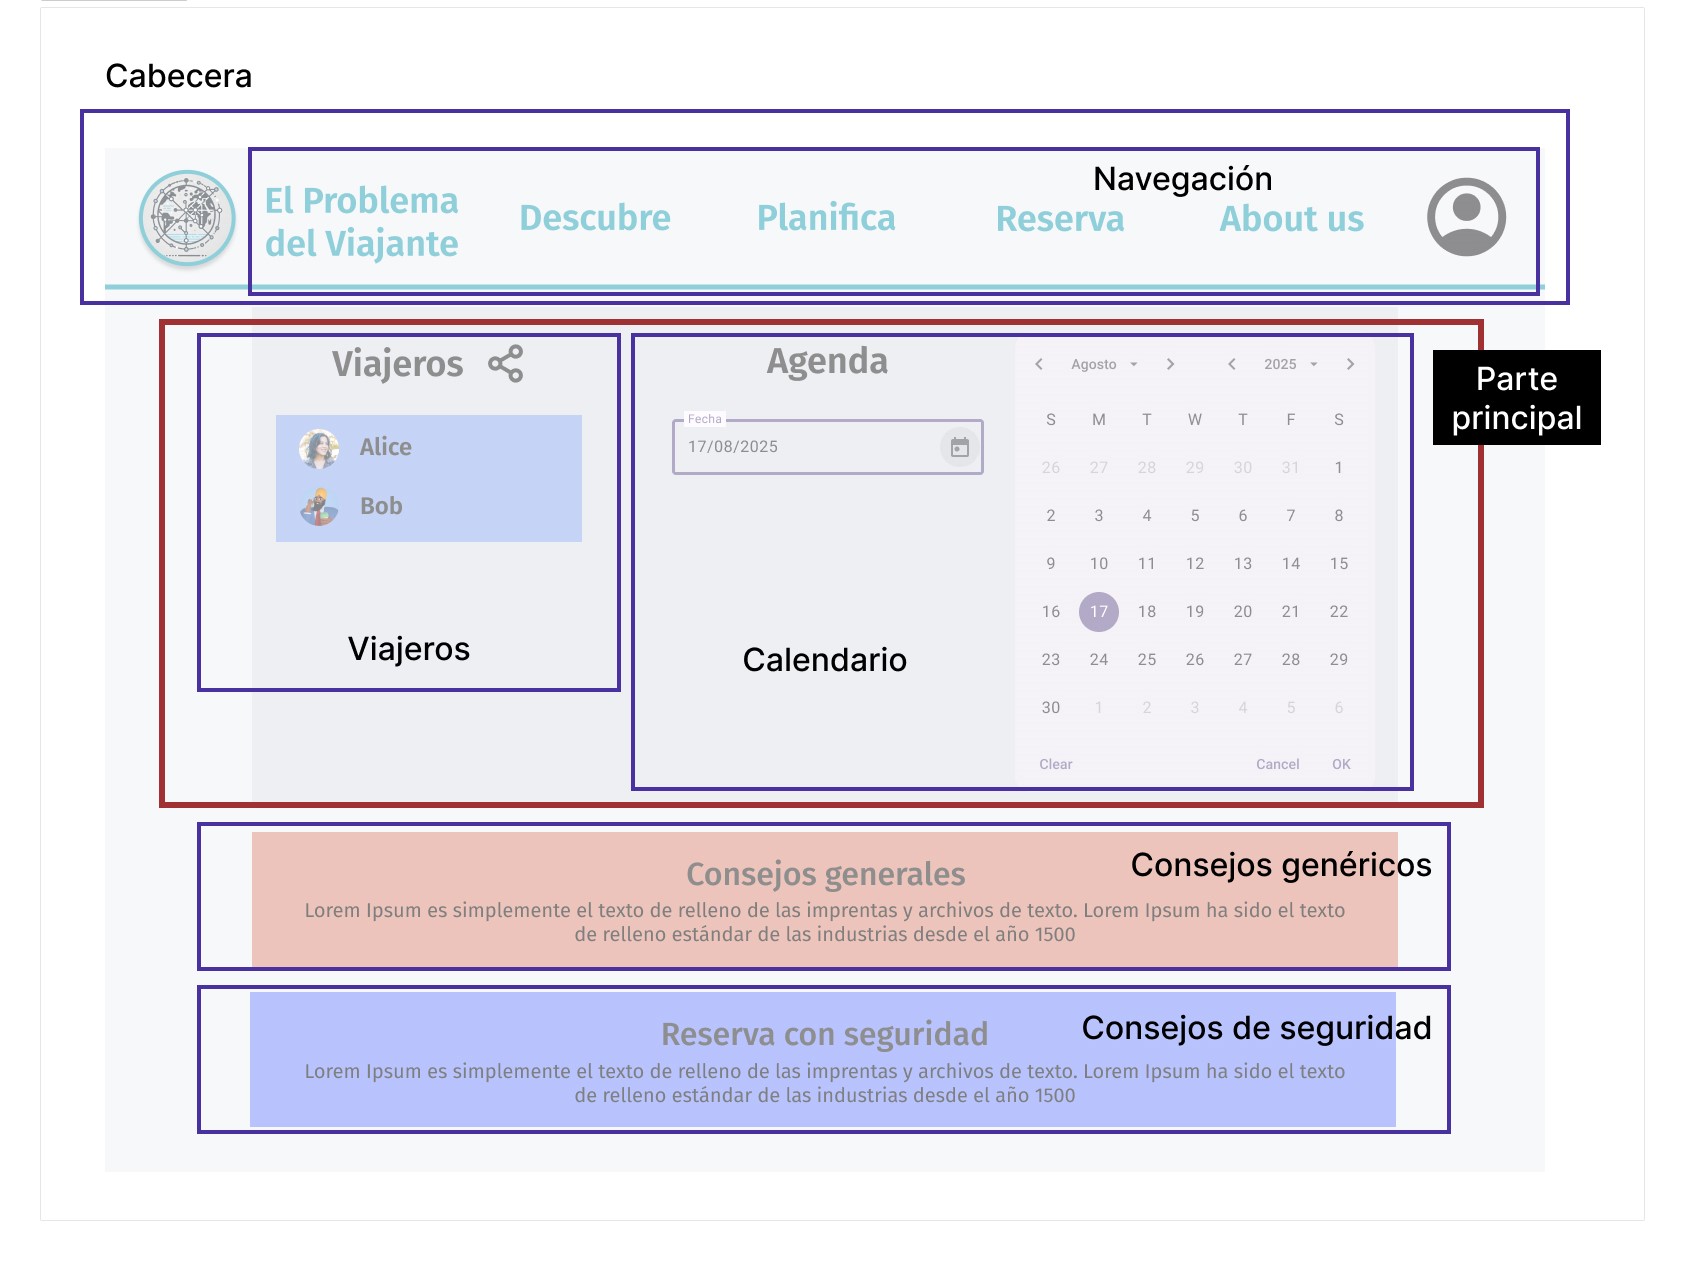 Cabecera
Navegación
El Problema
del Viajante
Descubre
Planifica
Reserva
About us
Parte
principal
Viajeros
Alice
Bob
Viajeros
Agenda
Fecha
17/08/2025
Calendario
Agosto 2025
S M T W T F S
26 27 28 29 30 31 1
2 3 4 5 6 7 8
9 10 11 12 13 14 15
16 17 18 19 20 21 22
23 24 25 26 27 28 29
30 1 2 3 4 5 6
Clear Cancel OK
Consejos genéricos
Consejos generales
Lorem Ipsum es simplemente el texto de relleno de las imprentas y archivos de texto. Lorem Ipsum ha sido el texto
de relleno estándar de las industrias desde el año 1500
Consejos de seguridad
Reserva con seguridad
Lorem Ipsum es simplemente el texto de relleno de las imprentas y archivos de texto. Lorem Ipsum ha sido el texto
de relleno estándar de las industrias desde el año 1500